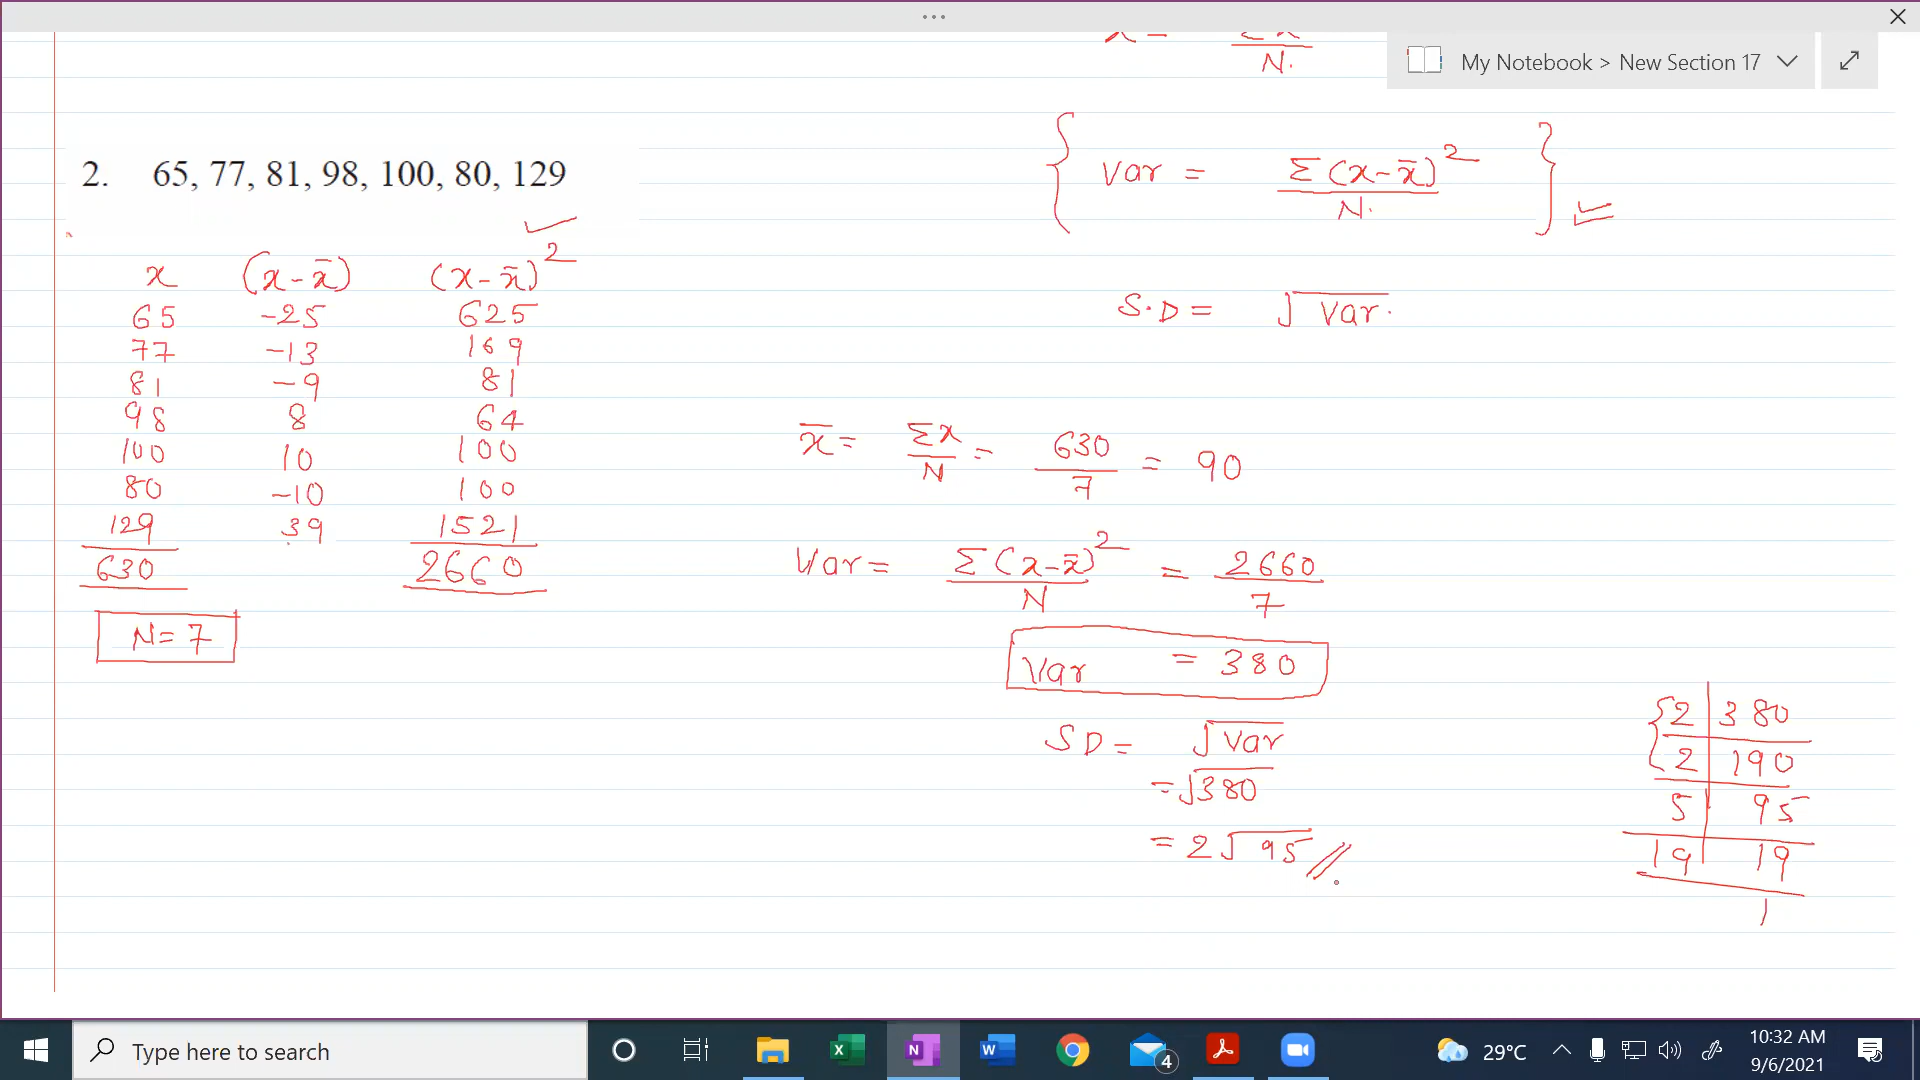 x̄ = Σx
N.
My Notebook > New Section 17
2. 65, 77, 81, 98, 100, 80, 129
{ Var = Σ(x-x̄)² / N. }
S.D = √Var.
x (x-x̄) (x-x̄)²
65 -25 625
77 -13 169
81 -9 81
98 8 64
100 10 100
80 -10 100
129 39 1521
630 2660
N=7
x̄ = Σx / N = 630 / 7 = 90
Var = Σ(x-x̄)² / N = 2660 / 7
Var = 380
SD = √Var
= √380
= 2√95 //
2 | 380
2 | 190
5 | 95
19 | 19
1
Type here to search
4
29°C
10:32 AM
9/6/2021